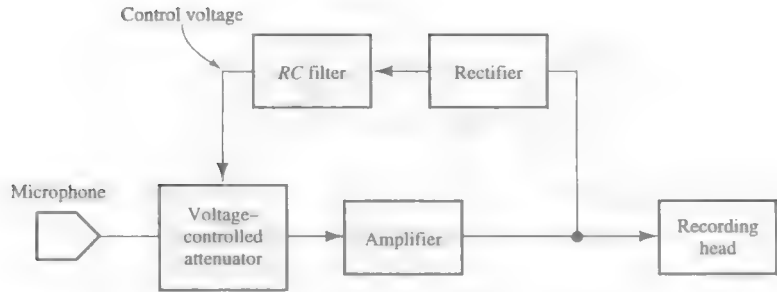 Control voltage
RC filter
Rectifier
Microphone
Voltage–
controlled
attenuator
Amplifier
Recording
head